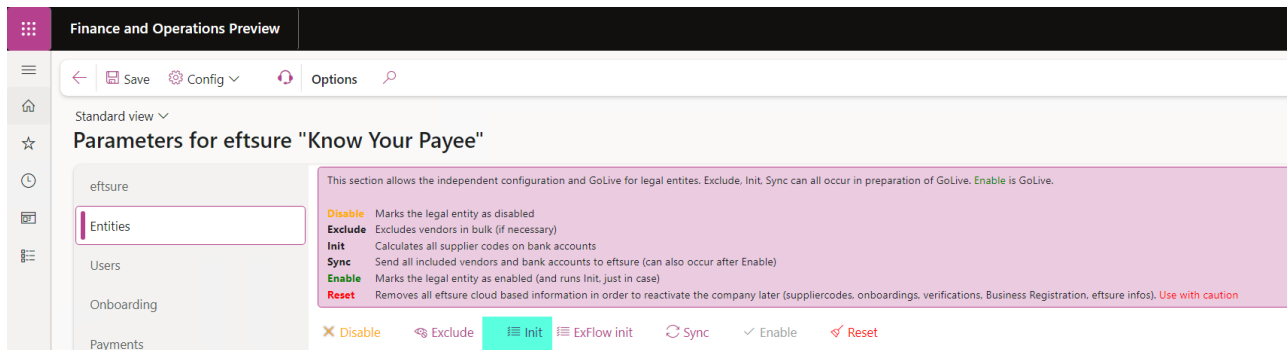 Finance and Operations Preview
Save Config Options
Standard view
Parameters for eftsure "Know Your Payee"
eftsure
Entities
Users
Onboarding
Payments
This section allows the independent configuration and GoLive for legal entites. Exclude, Init, Sync can all occur in preparation of GoLive. Enable is GoLive.
Disable Marks the legal entity as disabled
Exclude Excludes vendors in bulk (if necessary)
Init Calculates all supplier codes on bank accounts
Sync Send all included vendors and bank accounts to eftsure (can also occur after Enable)
Enable Marks the legal entity as enabled (and runs Init, just in case)
Reset Removes all eftsure cloud based information in order to reactivate the company later (suppliercodes, onboardings, verifications, Business Registration, eftsure infos). Use with caution
Disable Exclude Init ExFlow init Sync Enable Reset